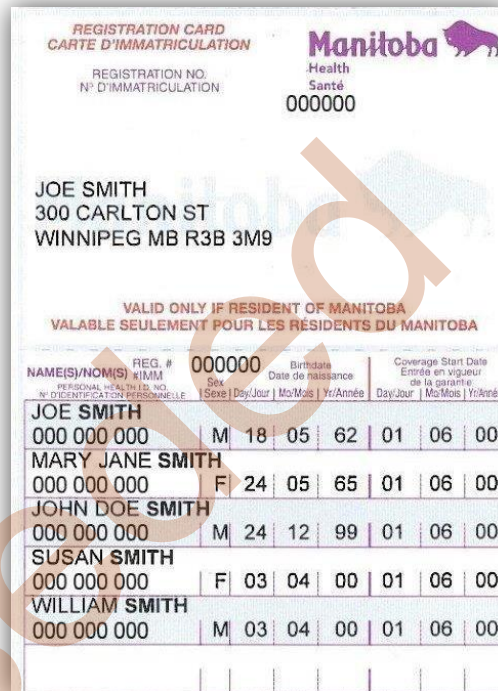 REGISTRATION CARD
CARTE D'IMMATRICULATION
REGISTRATION NO.
Nº D'IMMATRICULATION
Manitoba
Health
Santé
000000
JOE SMITH
300 CARLTON ST
WINNIPEG MB R3B 3M9
VALID ONLY IF RESIDENT OF MANITOBA
VALABLE SEULEMENT POUR LES RÉSIDENTS DU MANITOBA
NAME(S)/NOM(S) REG. # #IMM 000000
PERSONAL HEALTH I.D. NO.
Nº D'IDENTIFICATION PERSONNELLE
Sex Sexe
Birthdate
Date de naissance
Day/Jour Mo/Mois Yr/Année
Coverage Start Date
Entrée en vigueur
de la garantie
Day/Jour Mo/Mois Yr/Anné
JOE SMITH
000 000 000 M 18 05 62 01 06 00
MARY JANE SMITH
000 000 000 F 24 05 65 01 06 00
JOHN DOE SMITH
000 000 000 M 24 12 99 01 06 00
SUSAN SMITH
000 000 000 F 03 04 00 01 06 00
WILLIAM SMITH
000 000 000 M 03 04 00 01 06 00